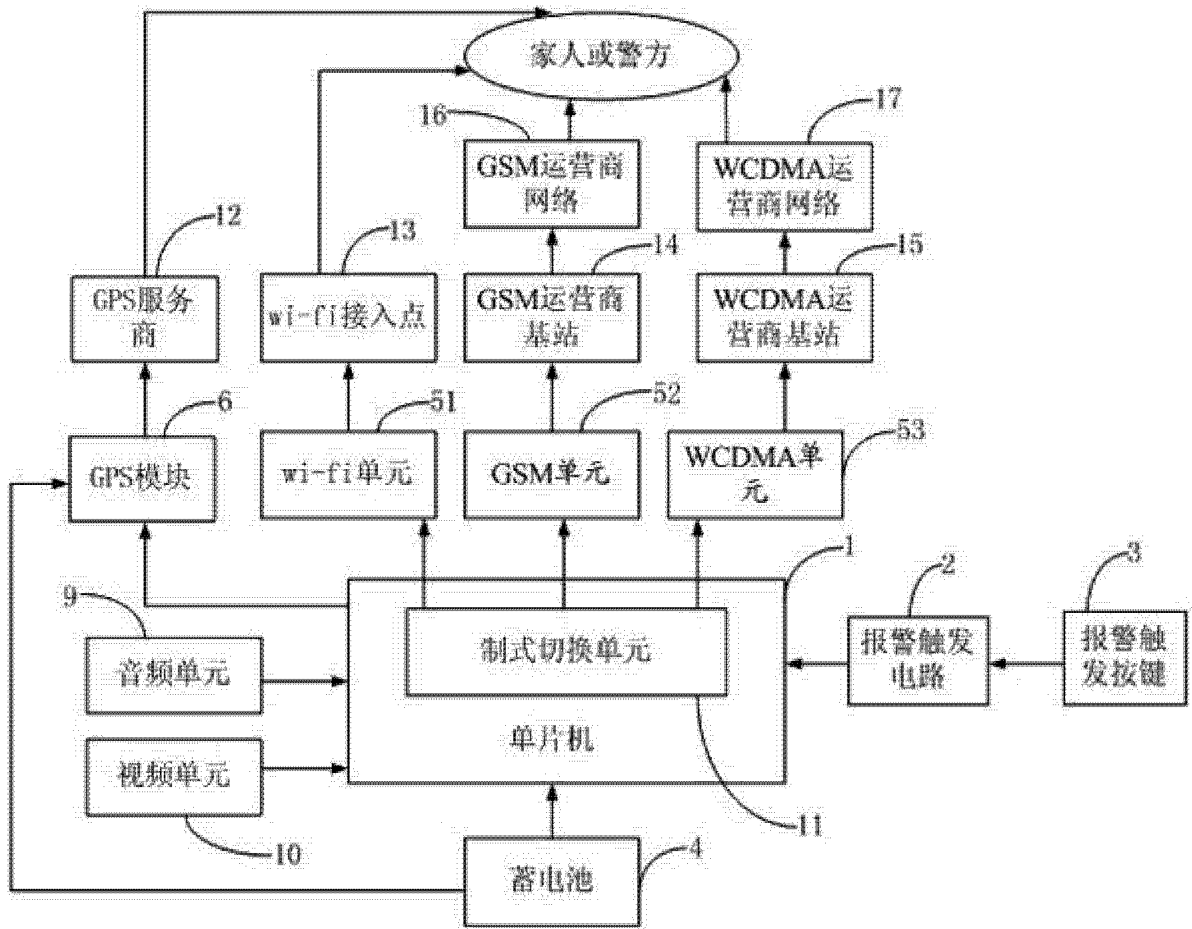 家人或警方
16
17
GSM运营商
网络
WCDMA运
营商网络
12
13
14
15
GPS服务
商
wi-fi接入点
GSM运营商
基站
WCDMA运
营商基站
6
51
52
53
GPS模块
wi-fi单元
GSM单元
WCDMA单
元
1
2
3
9
音频单元
制式切换单元
报警触发
电路
报警触
发按键
单片机
视频单元
10
11
4
蓄电池